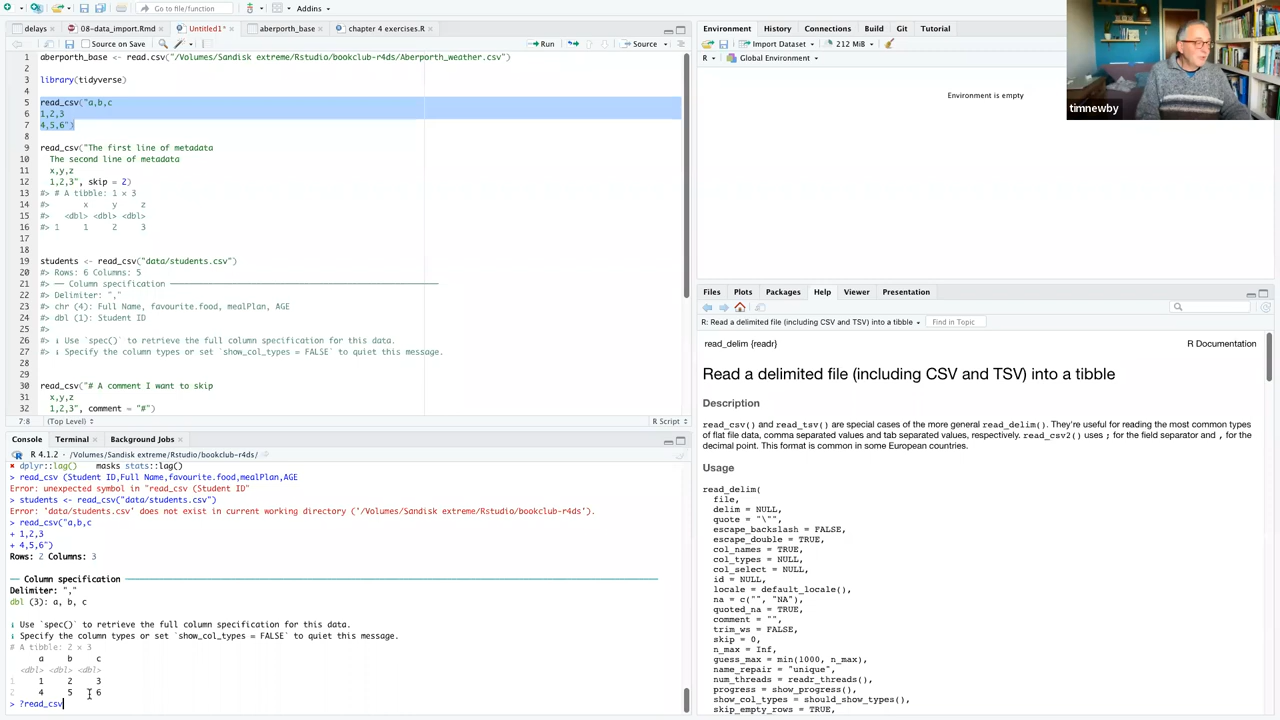 Go to file/function
Addins
delays
08-data_import.Rmd
Untitled1*
aberporth_base
chapter 4 exercises.R
Source on Save
Run
Source
1 aberporth_base <- read.csv("/Volumes/Sandisk extreme/Rstudio/bookclub-r4ds/Aberporth_weather.csv")
2
3 library(tidyverse)
4
5 read_csv("a,b,c
6 1,2,3
7 4,5,6")
8
9 read_csv("The first line of metadata
10 The second line of metadata
11 x,y,z
12 1,2,3", skip = 2)
13 #> # A tibble: 1 × 3
14 #> x y z
15 #> <dbl> <dbl> <dbl>
16 #> 1 1 2 3
17
18
19 students <- read_csv("data/students.csv")
20 #> Rows: 6 Columns: 5
21 #> ── Column specification ────────────────────────
22 #> Delimiter: ","
23 #> chr (4): Full Name, favourite.food, mealPlan, AGE
24 #> dbl (1): Student ID
25 #>
26 #> ℹ Use `spec()` to retrieve the full column specification for this data.
27 #> ℹ Specify the column types or set `show_col_types = FALSE` to quiet this message.
28
29
30 read_csv("# A comment I want to skip
31 x,y,z
32 1,2,3", comment = "#")
7:8 (Top Level) R Script
Console Terminal Background Jobs
R 4.1.2 · /Volumes/Sandisk extreme/Rstudio/bookclub-r4ds/
✖ dplyr::lag() masks stats::lag()
> read_csv (Student ID,Full Name,favourite.food,mealPlan,AGE
Error: unexpected symbol in "read_csv (Student ID"
> students <- read_csv("data/students.csv")
Error: 'data/students.csv' does not exist in current working directory ('/Volumes/Sandisk extreme/Rstudio/bookclub-r4ds').
> read_csv("a,b,c
+ 1,2,3
+ 4,5,6")
Rows: 2 Columns: 3
── Column specification ────────────────────────
Delimiter: ","
dbl (3): a, b, c
ℹ Use `spec()` to retrieve the full column specification for this data.
ℹ Specify the column types or set `show_col_types = FALSE` to quiet this message.
# A tibble: 2 × 3
a b c
<dbl> <dbl> <dbl>
1 1 2 3
2 4 5 6
> ?read_csv
Environment History Connections Build Git Tutorial
Import Dataset 212 MiB
R Global Environment
Environment is empty
timnewby
Files Plots Packages Help Viewer Presentation
R: Read a delimited file (including CSV and TSV) into a tibble Find in Topic
read_delim {readr} R Documentation
Read a delimited file (including CSV and TSV) into a tibble
Description
read_csv() and read_tsv() are special cases of the more general read_delim(). They're useful for reading the most common types
of flat file data, comma separated values and tab separated values, respectively. read_csv2() uses ; for the field separator and , for the
decimal point. This format is common in some European countries.
Usage
read_delim(
file,
delim = NULL,
quote = "\"",
escape_backslash = FALSE,
escape_double = TRUE,
col_names = TRUE,
col_types = NULL,
col_select = NULL,
id = NULL,
locale = default_locale(),
na = c("", "NA"),
quoted_na = TRUE,
comment = "",
trim_ws = FALSE,
skip = 0,
n_max = Inf,
guess_max = min(1000, n_max),
name_repair = "unique",
num_threads = readr_threads(),
progress = show_progress(),
show_col_types = should_show_types(),
skip_empty_rows = TRUE,